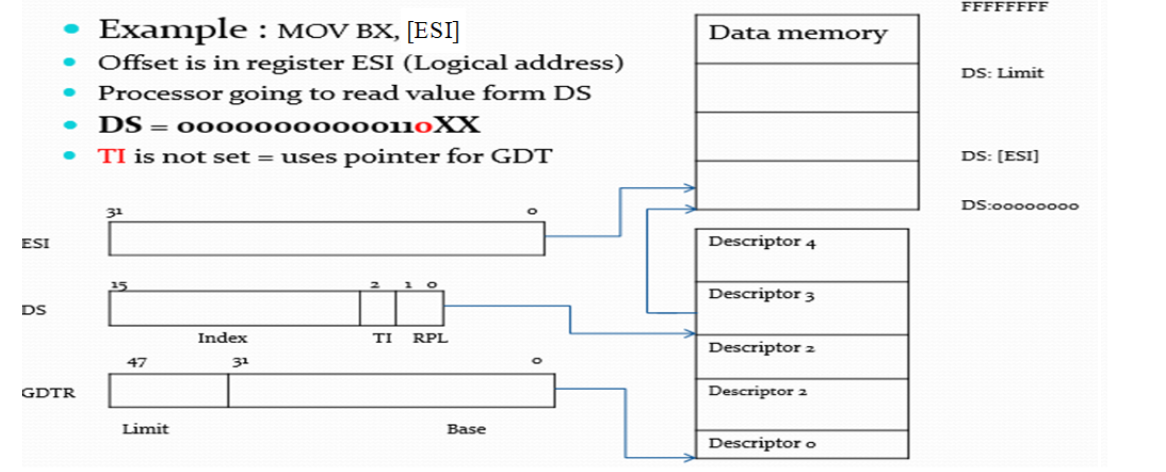 Example : MOV BX, [ESI]
Offset is in register ESI (Logical address)
Processor going to read value form DS
DS = 00000000000110XX
TI is not set = uses pointer for GDT
FFFFFFFF
Data memory
DS: Limit
DS: [ESI]
DS:00000000
31 0
ESI
15 2 1 0
DS
Index TI RPL
47 31 0
GDTR
Limit Base
Descriptor 4
Descriptor 3
Descriptor 2
Descriptor 2
Descriptor 0